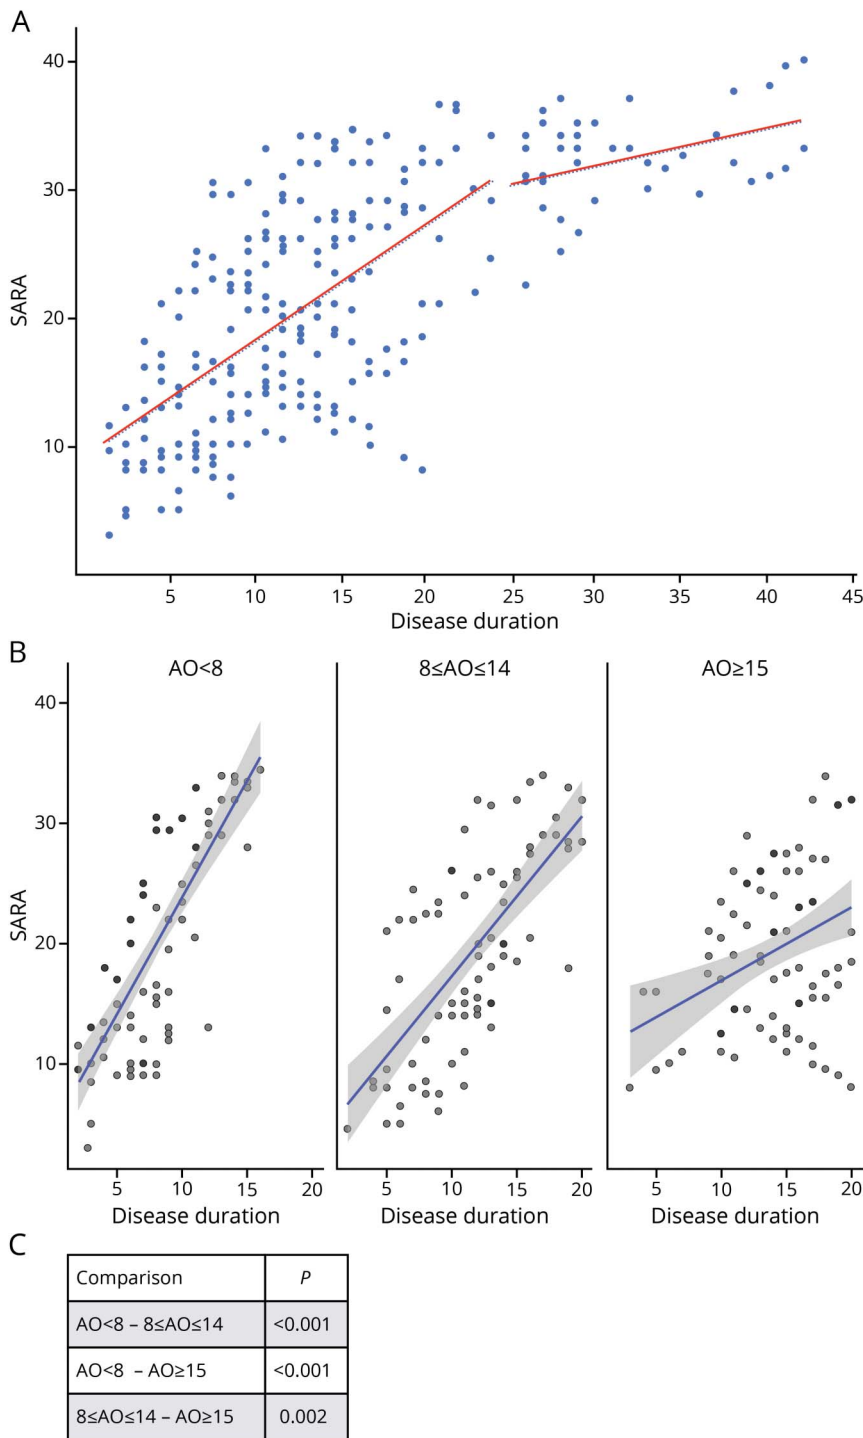 A
40
30
20
10
SARA
5 10 15 20 25 30 35 40 45
Disease duration
B
AO<8 8≤AO≤14 AO≥15
40
30
20
10
SARA
5 10 15 20 5 10 15 20 5 10 15 20
Disease duration Disease duration Disease duration
C
Comparison P
AO<8 – 8≤AO≤14 <0.001
AO<8 – AO≥15 <0.001
8≤AO≤14 – AO≥15 0.002